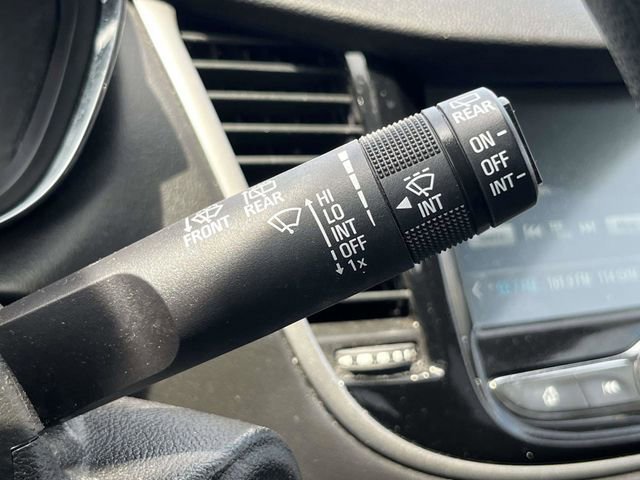 FRONT
REAR
HI
LO
INT
OFF
1x
INT
REAR
ON
OFF
INT